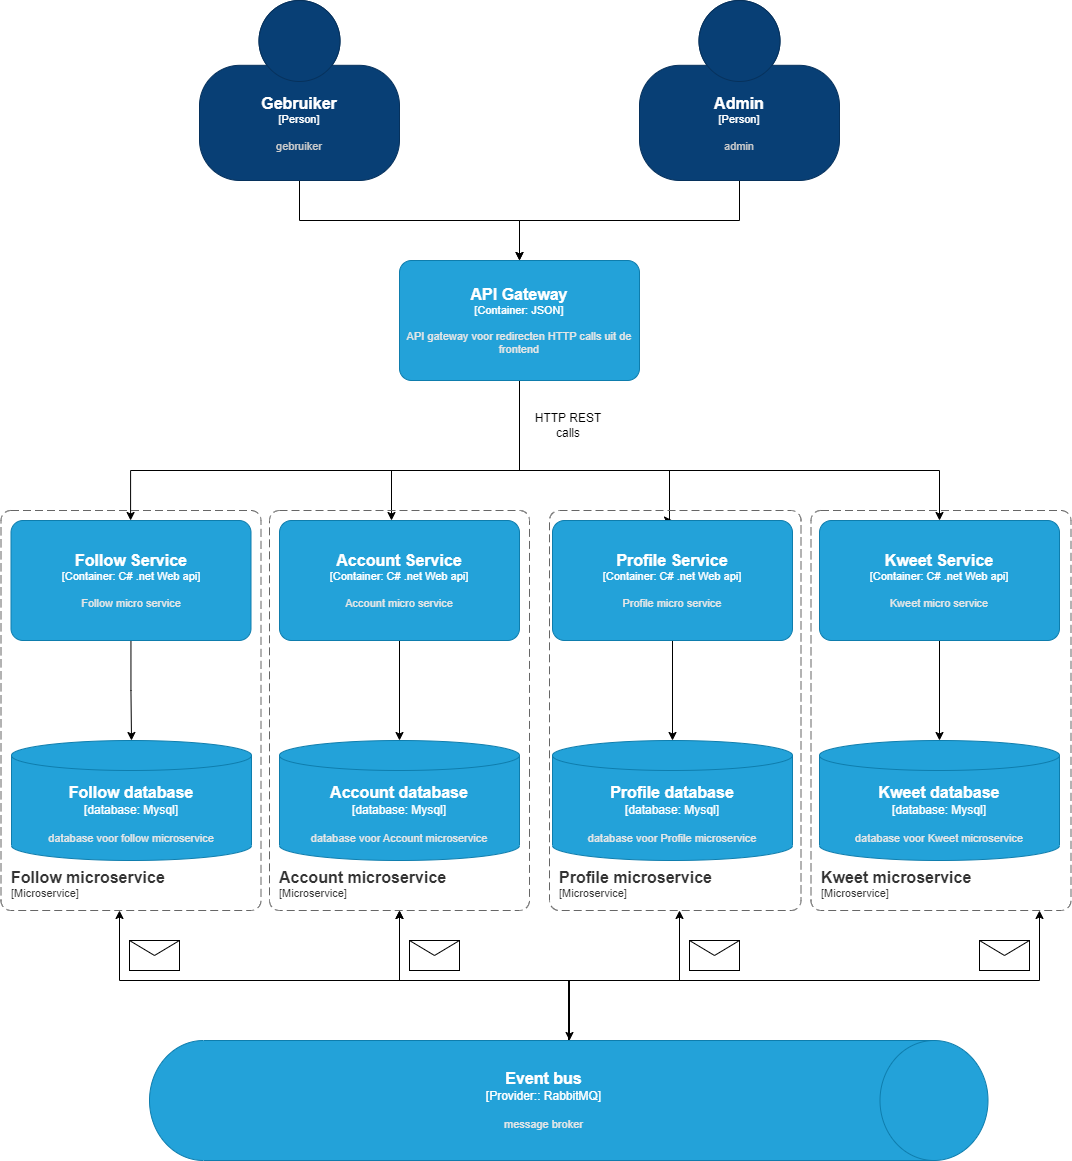 Gebruiker
[Person]
gebruiker
Admin
[Person]
admin
API Gateway
[Container: JSON]
API gateway voor redirecten HTTP calls uit de
frontend
HTTP REST
calls
Follow Service
[Container: C# .net Web api]
Follow micro service
Account Service
[Container: C# .net Web api]
Account micro service
Profile Service
[Container: C# .net Web api]
Profile micro service
Kweet Service
[Container: C# .net Web api]
Kweet micro service
Follow database
[database: Mysql]
database voor follow microservice
Account database
[database: Mysql]
database voor Account microservice
Profile database
[database: Mysql]
database voor Profile microservice
Kweet database
[database: Mysql]
database voor Kweet microservice
Follow microservice
[Microservice]
Account microservice
[Microservice]
Profile microservice
[Microservice]
Kweet microservice
[Microservice]
Event bus
[Provider:: RabbitMQ]
message broker